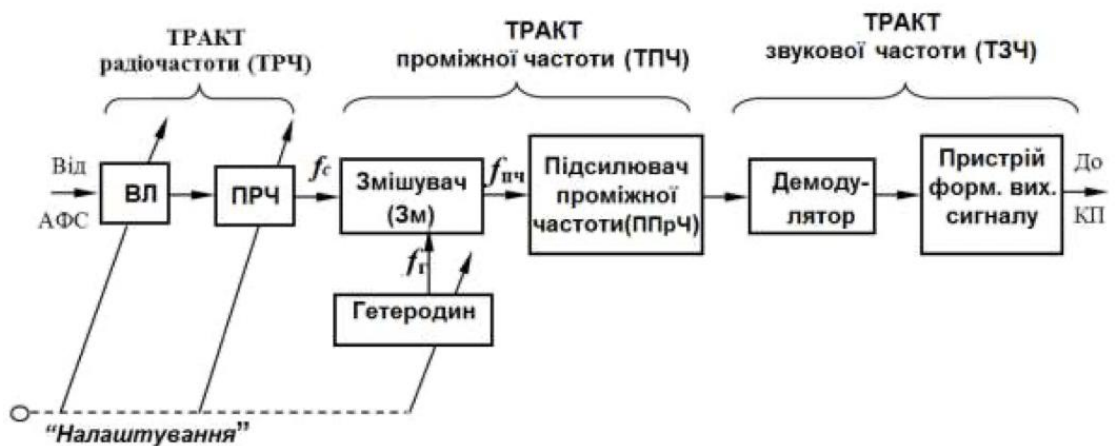 ТРАКТ
радіочастоти (ТРЧ)
ТРАКТ
проміжної частоти (ТПЧ)
ТРАКТ
звукової частоти (ТЗЧ)
Від
АФС
ВЛ
ПРЧ
fc
Змішувач
(Зм)
fпч
Підсилювач
проміжної
частоти(ППрЧ)
Демоду-
лятор
Пристрій
форм. вих.
сигналу
До
КП
fг
Гетеродин
“Налаштування”